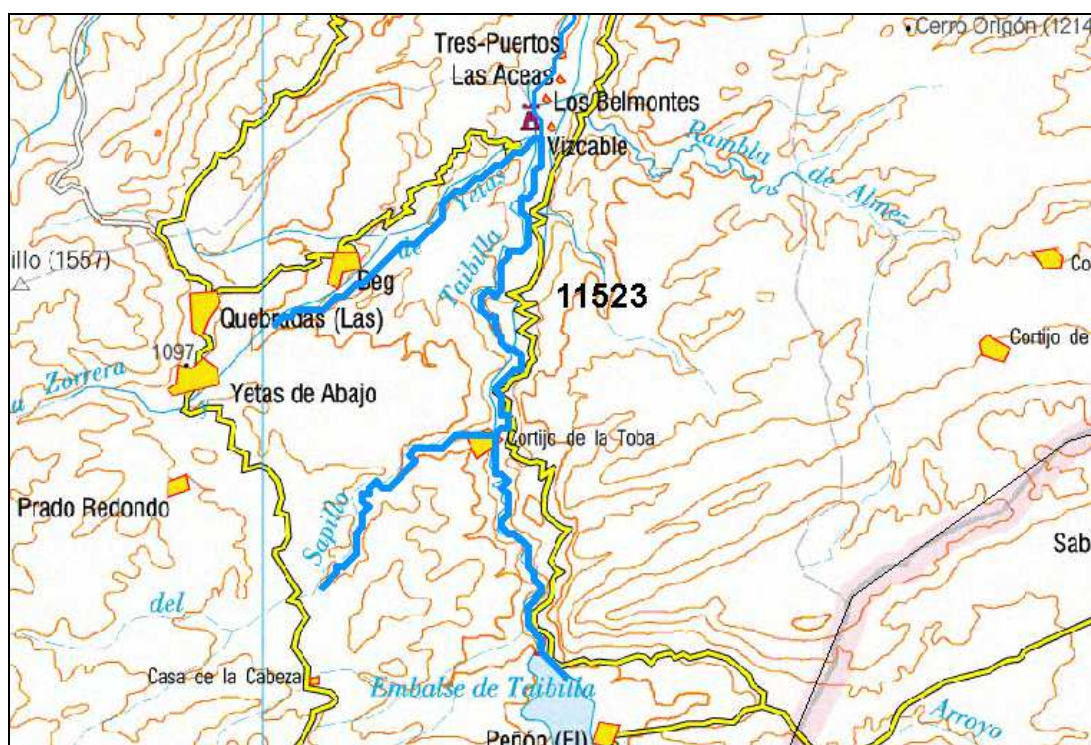 Cerro Origón (1214
Tres-Puertos
Las Aceas
Los Belmontes
Vizcable
Rambla
de Almez
Yetas
de
Taibilla
illo (1557)
Beg
Co
11523
Quebradas (Las)
Cortijo de
1097
Zorrera
Yetas de Abajo
Cortijo de la Toba
Prado Redondo
Sapillo
Sab
del
Casa de la Cabeza
Embalse de Taibilla
Arroyo
Peñón (El)